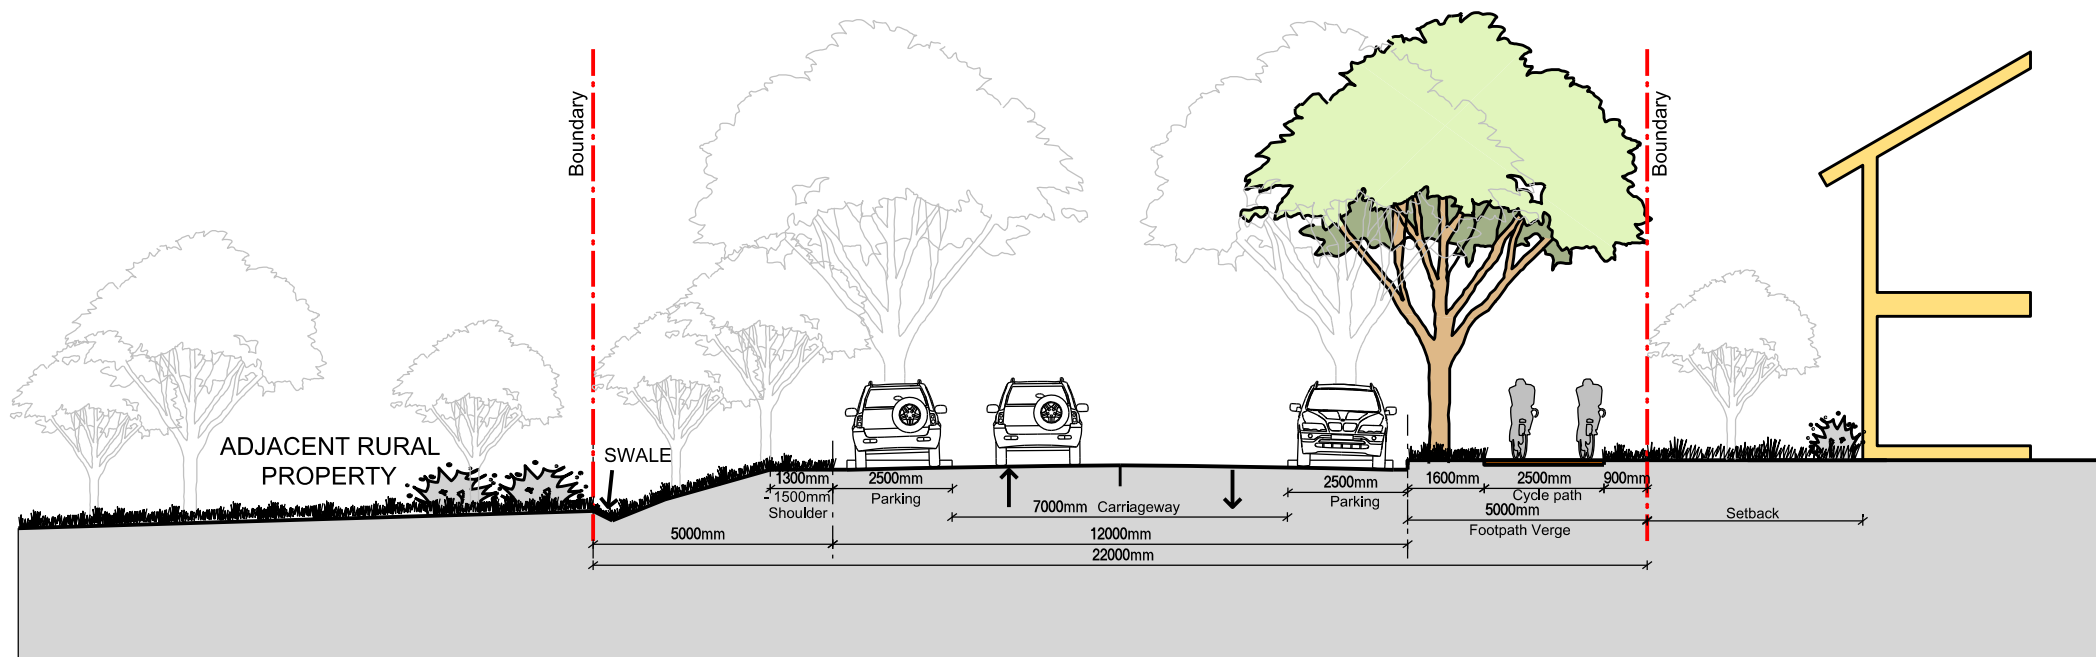 Boundary
Boundary
ADJACENT RURAL
PROPERTY
SWALE
1300mm
- 1500mm
Shoulder
2500mm
Parking
7000mm Carriageway
2500mm
Parking
1600mm
2500mm
900mm
Cycle path
5000mm
Footpath Verge
Setback
5000mm
12000mm
22000mm